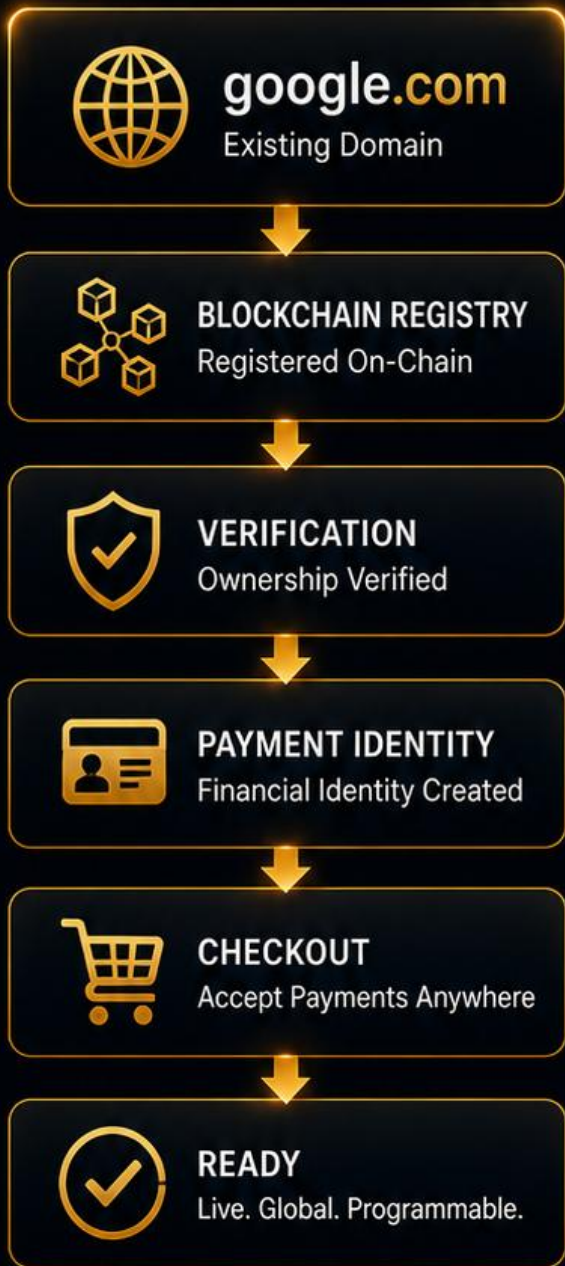 google.com
Existing Domain
BLOCKCHAIN REGISTRY
Registered On-Chain
VERIFICATION
Ownership Verified
PAYMENT IDENTITY
Financial Identity Created
CHECKOUT
Accept Payments Anywhere
READY
Live. Global. Programmable.